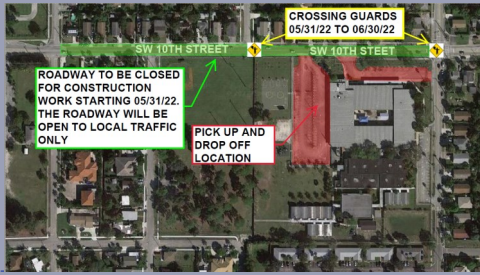 CROSSING GUARDS
05/31/22 TO 06/30/22
SW 10TH STREET
SW 10TH STEET
ROADWAY TO BE CLOSED
FOR CONSTRUCTION
WORK STARTING 05/31/22.
THE ROADWAY WILL BE
OPEN TO LOCAL TRAFFIC
ONLY
PICK UP AND
DROP OFF
LOCATION